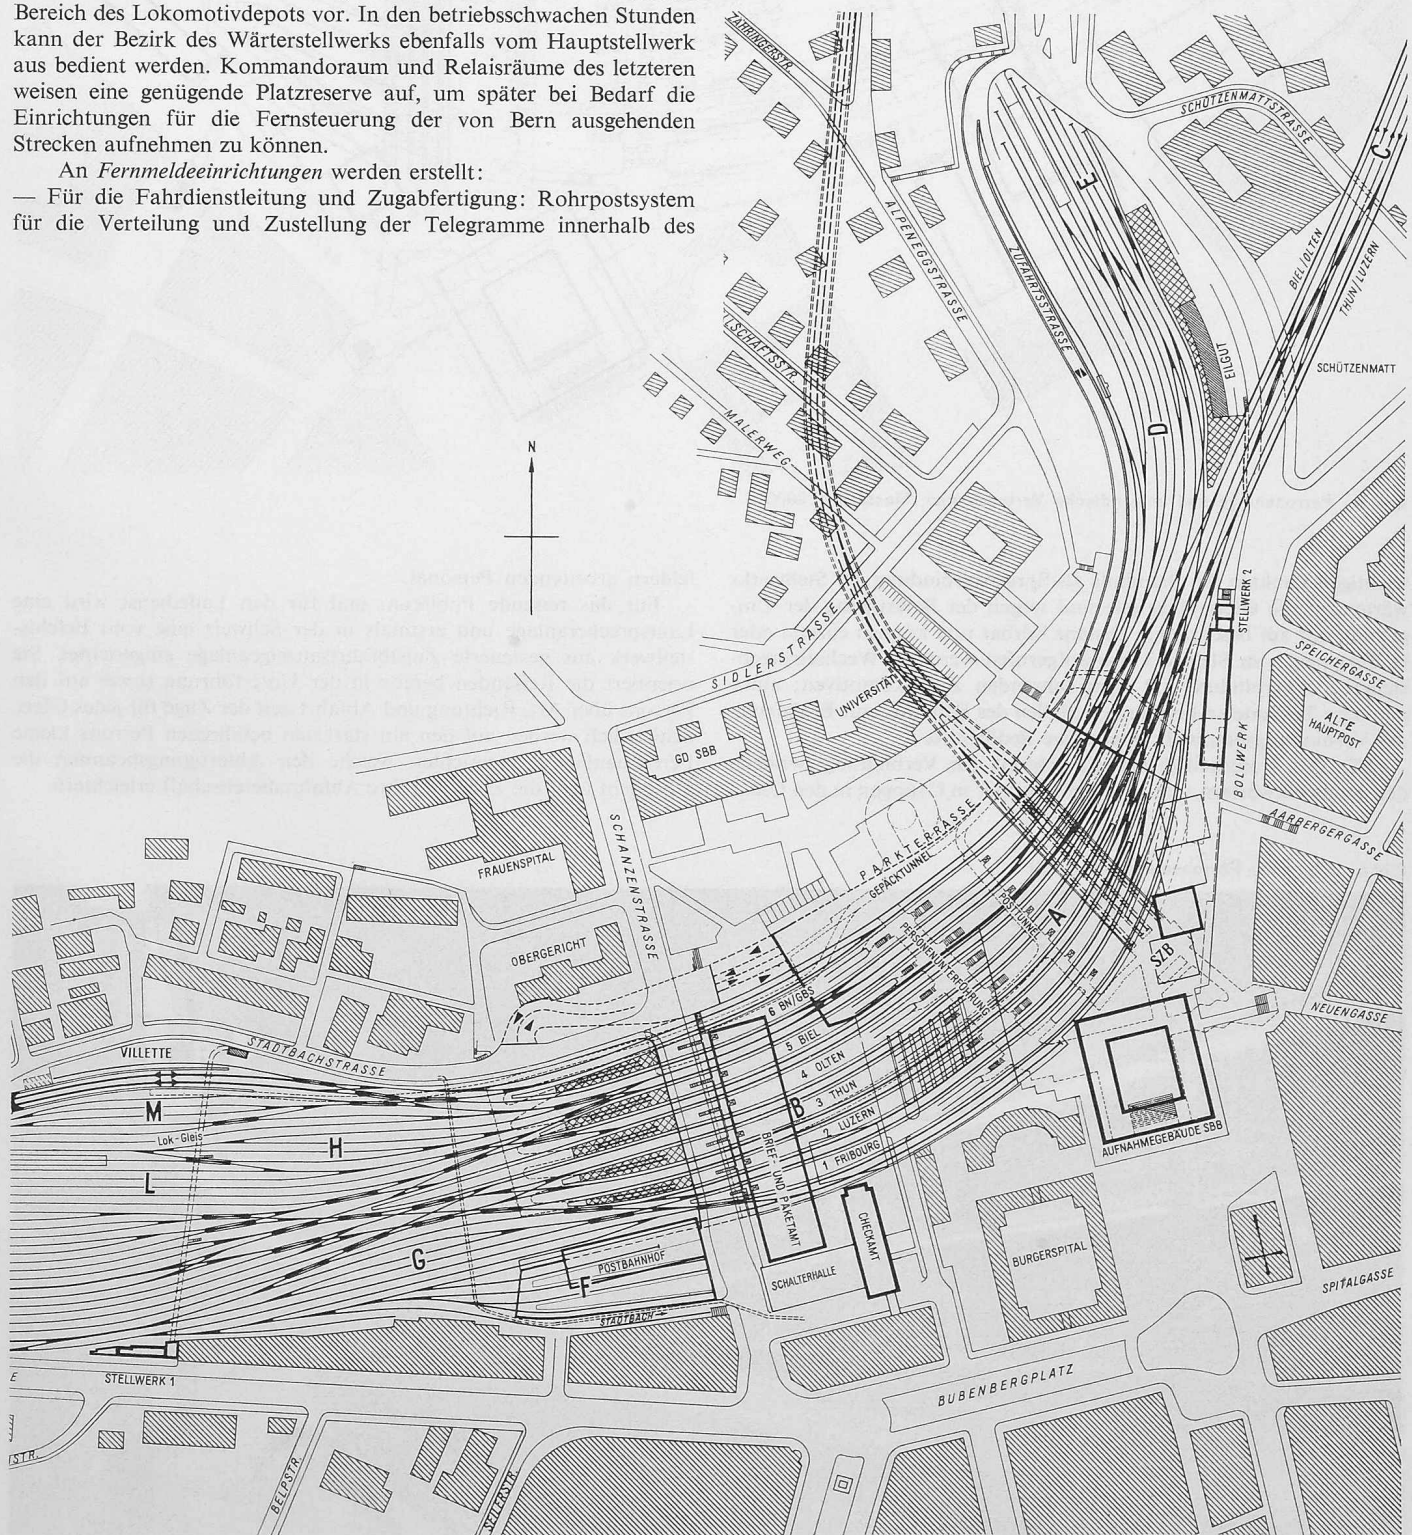 Bereich des Lokomotivdepots vor. In den betriebsschwachen Stunden
kann der Bezirk des Wärterstellwerks ebenfalls vom Hauptstellwerk
aus bedient werden. Kommandoraum und Relaisräume des letzteren
weisen eine genügende Platzreserve auf, um später bei Bedarf die
Einrichtungen für die Fernsteuerung der von Bern ausgehenden
Strecken aufnehmen zu können.
An Fernmeldeeinrichtungen werden erstellt:
— Für die Fahrdienstleitung und Zugabfertigung: Rohrpostsystem
für die Verteilung und Zustellung der Telegramme innerhalb des
ZÄHRINGERSTR.
SCHÜTZENMATTSTRASSE
C
E
ALPENEGGSTRASSE
ZUFAHRTSSTRASSE
BIEL/OLTEN
THUN/LUZERN
LSCHAFTSSTR.
EILGUT
SCHÜTZENMATT
MALERWEG
D
N
STELLWERK 2
SIDLERSTRASSE
UNIVERSITÄT
SPEICHERGASSE
ALTE
HAUPTPOST
GD SBB
BOLLWERK
AARBERGERGASSE
SCHANZENSTRASSE
PARKTERRASSE
GEPÄCKTUNNEL
FRAUENSPITAL
POSTTUNNEL
A
PERSONENUNTERFÜHRUNG
OBERGERICHT
SZB
6 BN/GBS
NEUENGASSE
5 BIEL
VILLETTE
STADTBACHSTRASSE
4 OLTEN
3 THUN
B
M
2 LUZERN
Lok-Gleis
H
1 FRIBOURG
AUFNAHMEGEBÄUDE SBB
L
BRIEF- UND PAKETAMT
CHECKAMT
G
POSTBAHNHOF
F
SCHALTERHALLE
BURGERSPITAL
SPITALGASSE
STADTBACH
STELLWERK 1
E
BUBENBERGPLATZ
STR.
BELPSTR.
SEILERSTR.